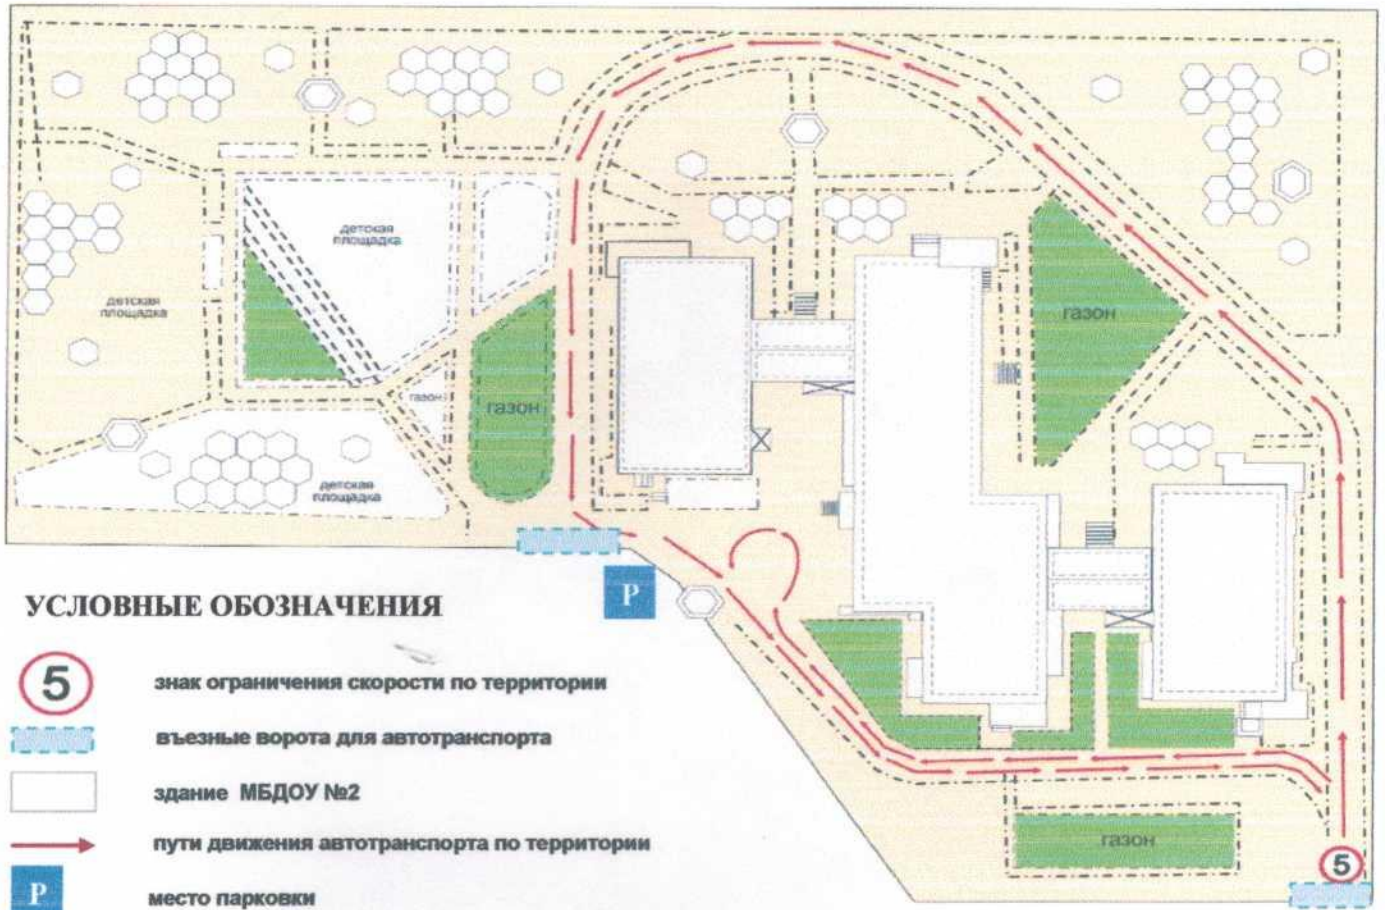 детская
площадка
детская
площадка
газон
газон
газон
детская
площадка
P
УСЛОВНЫЕ ОБОЗНАЧЕНИЯ
5
знак ограничения скорости по территории
въезные ворота для автотранспорта
здание МБДОУ №2
пути движения автотранспорта по территории
P
место парковки
газон
5